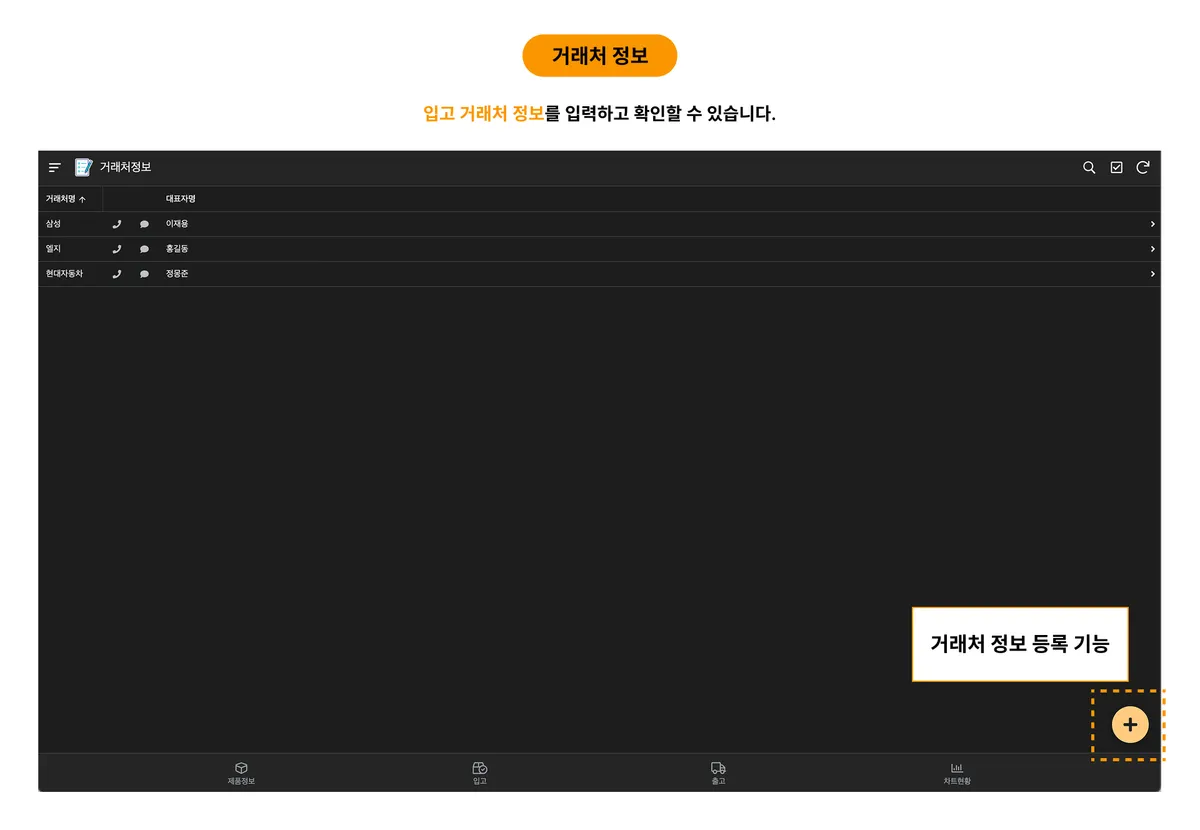 거래처 정보
입고 거래처 정보를 입력하고 확인할 수 있습니다.
거래처정보
거래처명 대표자명
삼성 이재용
엘지 홍길동
현대자동차 정몽준
거래처 정보 등록 기능
제품정보 입고 출고 차트현황